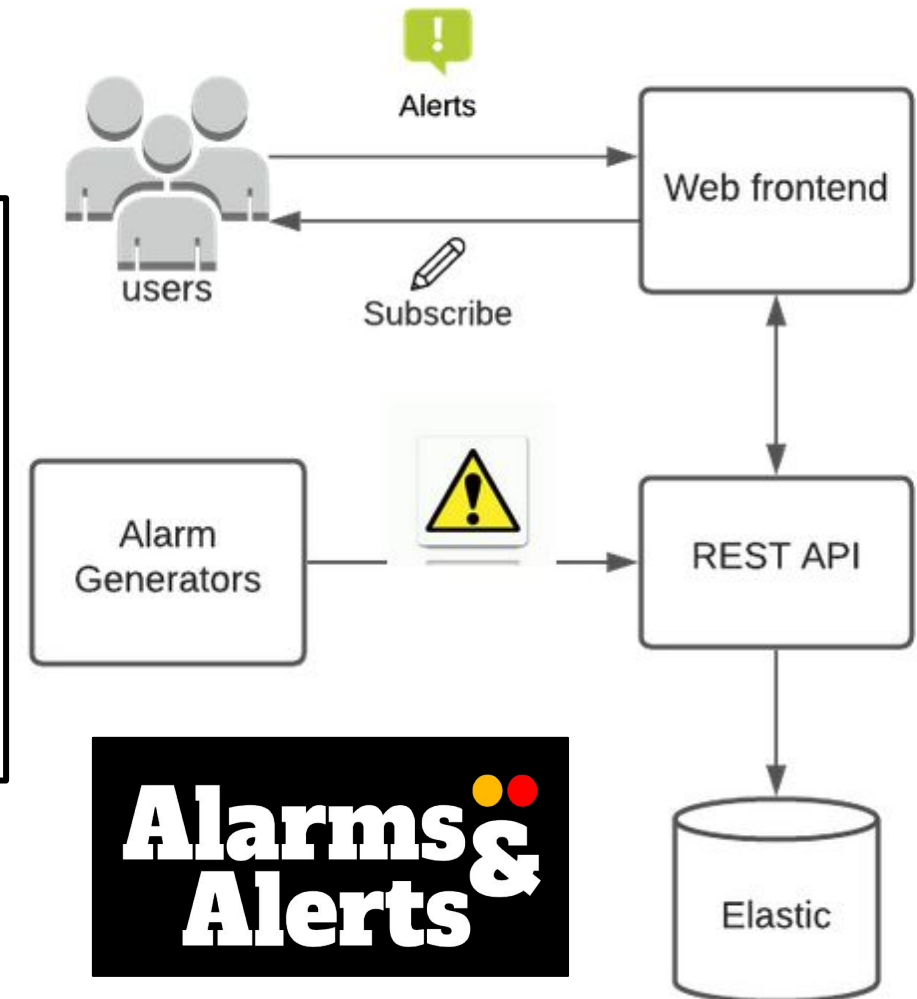 Alerts
Web frontend
users
Subscribe
Alarm
Generators
REST API
Alarms &
Alerts
Elastic